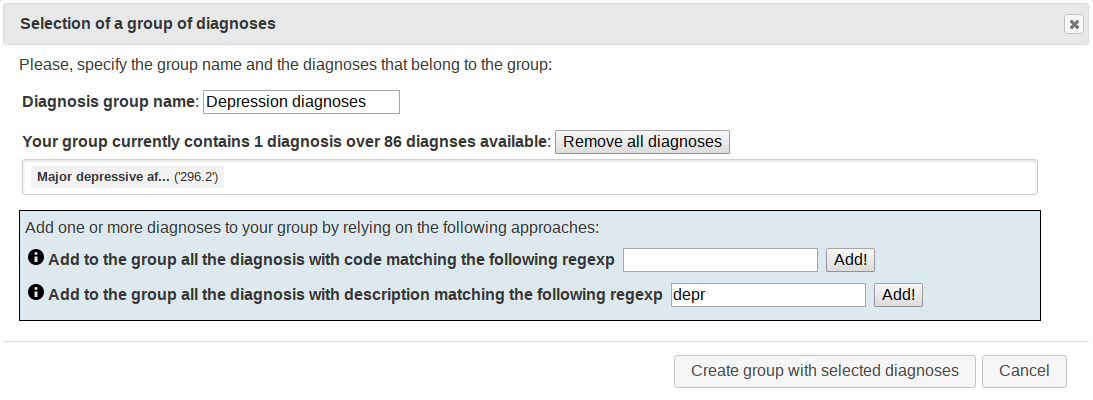 Selection of a group of diagnoses
Please, specify the group name and the diagnoses that belong to the group:
Diagnosis group name: Depression diagnoses
Your group currently contains 1 diagnosis over 86 diagnses available: Remove all diagnoses
Major depressive af... ('296.2')
Add one or more diagnoses to your group by relying on the following approaches:
Add to the group all the diagnosis with code matching the following regexp Add!
Add to the group all the diagnosis with description matching the following regexp depr Add!
Create group with selected diagnoses Cancel